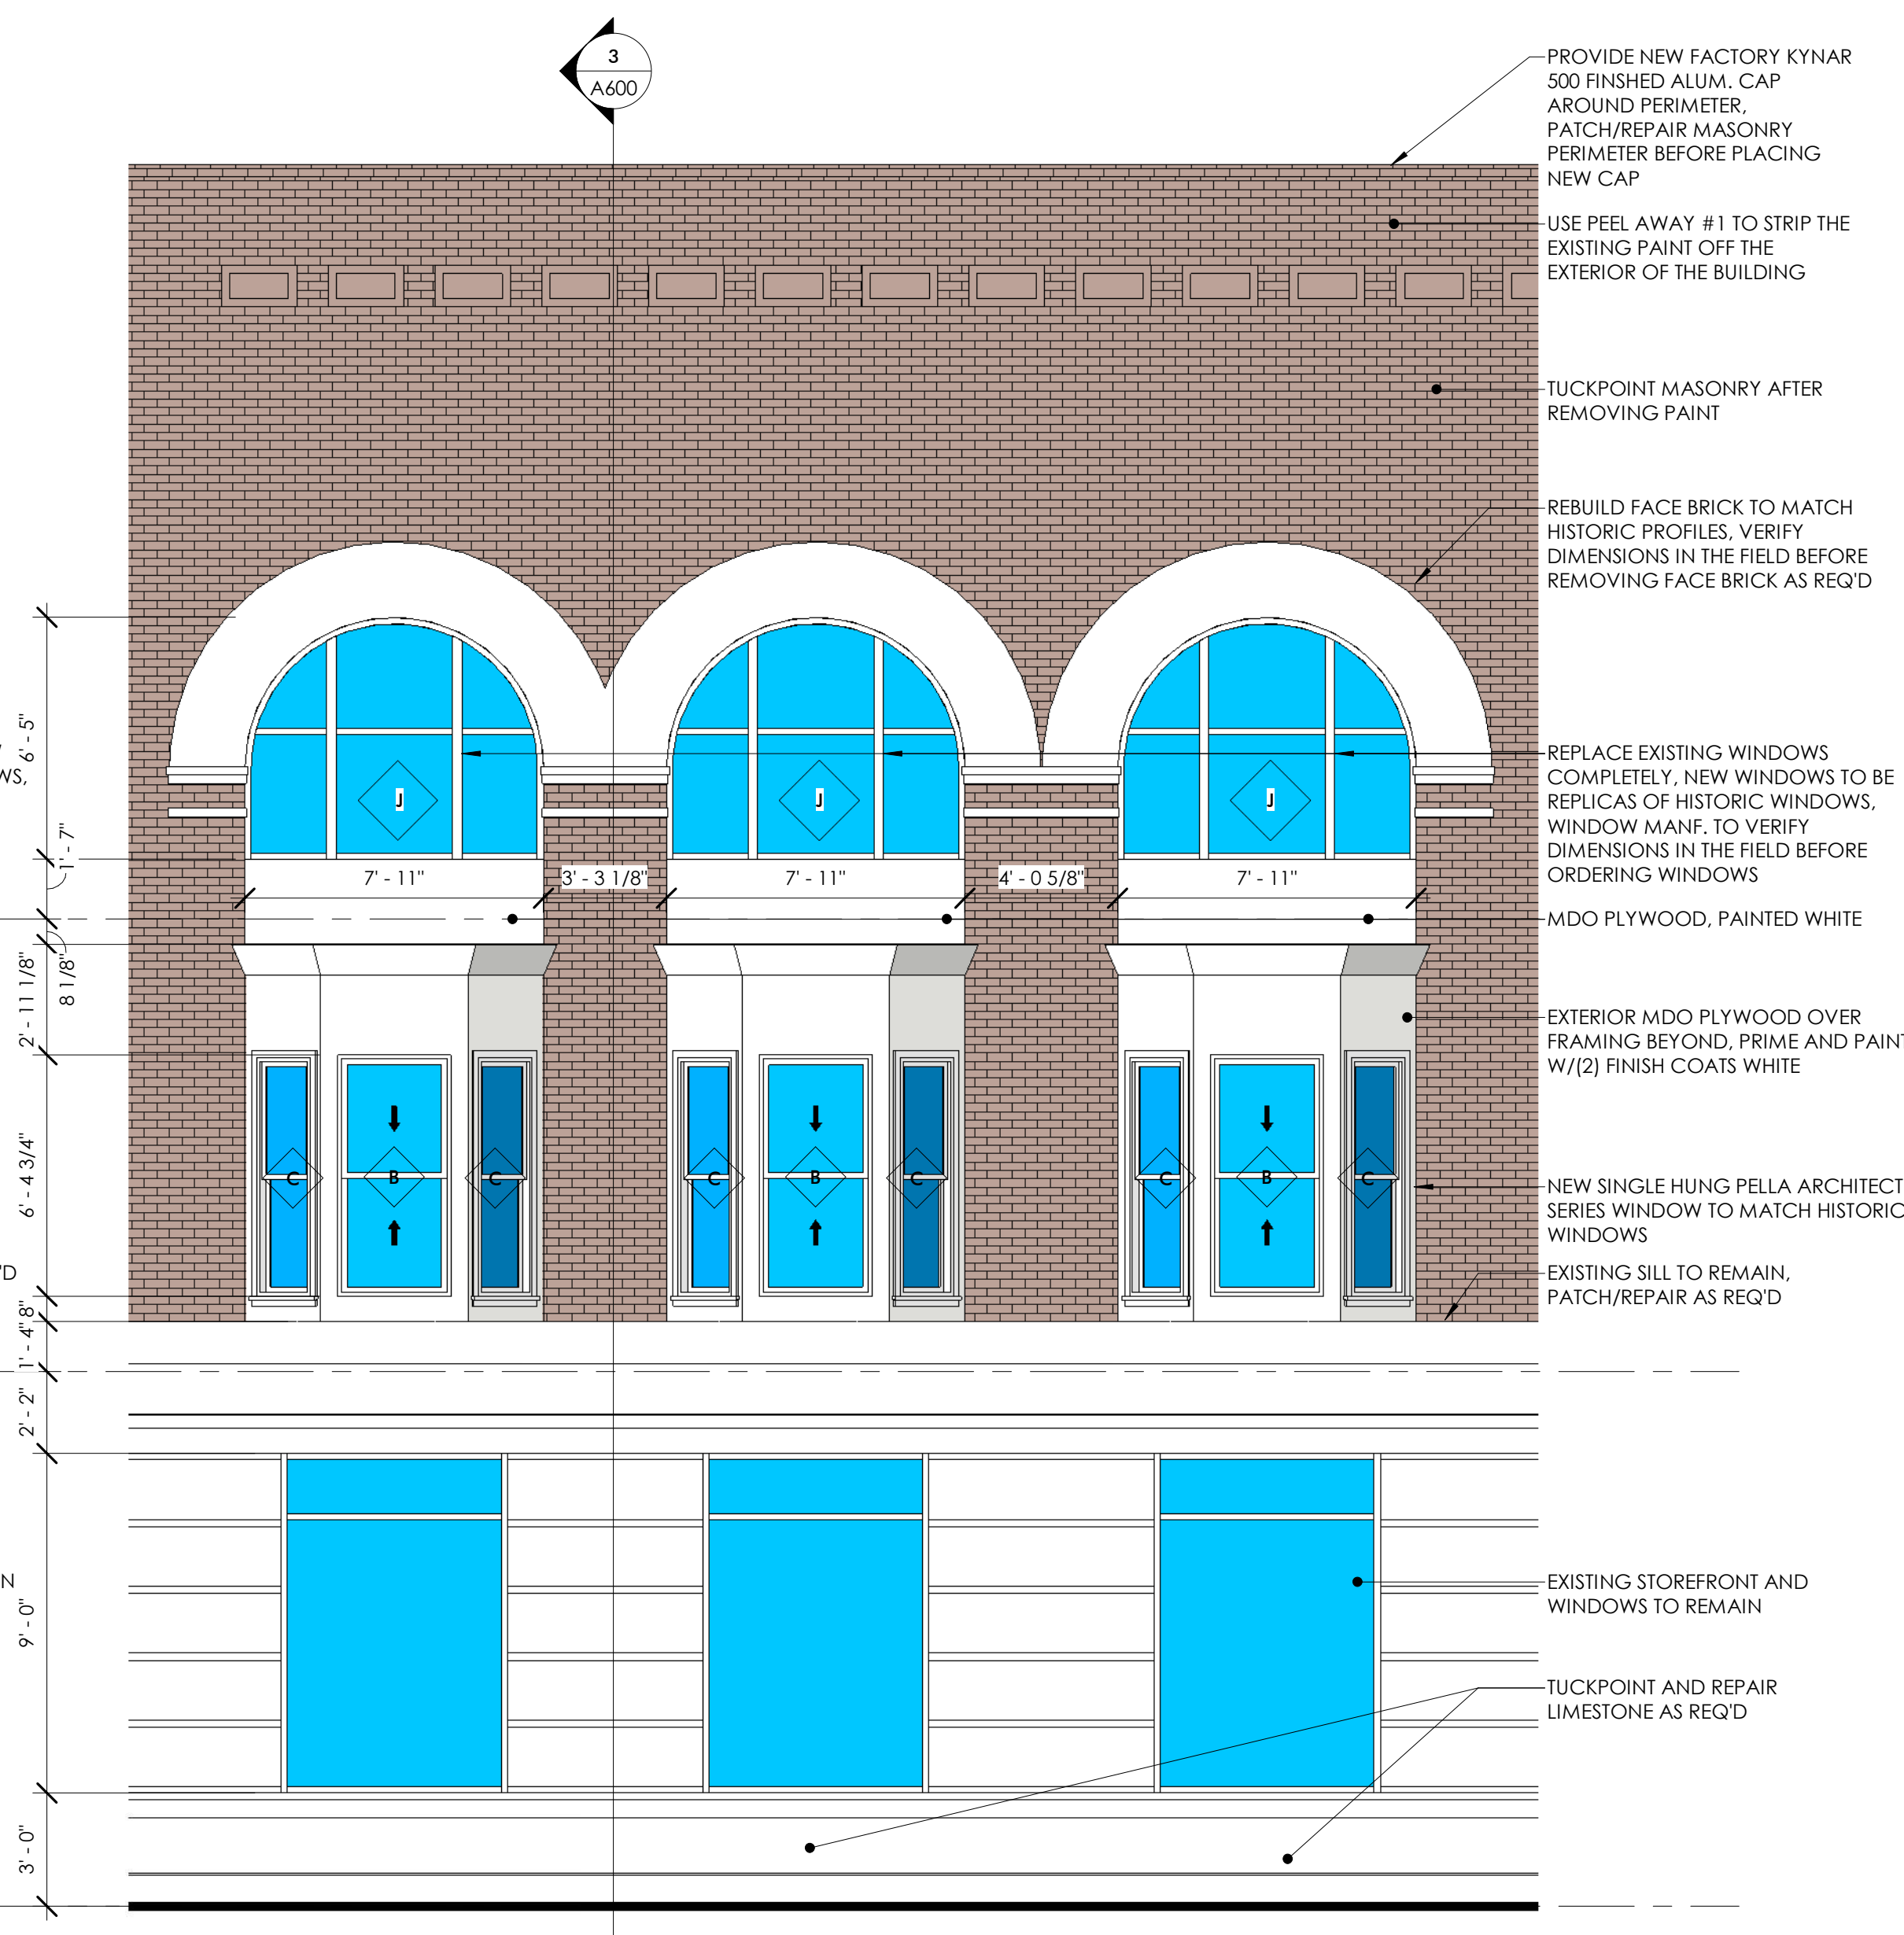 3
A600
PROVIDE NEW FACTORY KYNAR
500 FINSHED ALUM. CAP
AROUND PERIMETER,
PATCH/REPAIR MASONRY
PERIMETER BEFORE PLACING
NEW CAP
USE PEEL AWAY #1 TO STRIP THE
EXISTING PAINT OFF THE
EXTERIOR OF THE BUILDING
TUCKPOINT MASONRY AFTER
REMOVING PAINT
REBUILD FACE BRICK TO MATCH
HISTORIC PROFILES, VERIFY
DIMENSIONS IN THE FIELD BEFORE
REMOVING FACE BRICK AS REQ'D
REPLACE EXISTING WINDOWS
COMPLETELY, NEW WINDOWS TO BE
REPLICAS OF HISTORIC WINDOWS,
WINDOW MANF. TO VERIFY
DIMENSIONS IN THE FIELD BEFORE
ORDERING WINDOWS
MDO PLYWOOD, PAINTED WHITE
EXTERIOR MDO PLYWOOD OVER
FRAMING BEYOND, PRIME AND PAINT
W/(2) FINISH COATS WHITE
NEW SINGLE HUNG PELLA ARCHITECT
SERIES WINDOW TO MATCH HISTORIC
WINDOWS
EXISTING SILL TO REMAIN,
PATCH/REPAIR AS REQ'D
EXISTING STOREFRONT AND
WINDOWS TO REMAIN
TUCKPOINT AND REPAIR
LIMESTONE AS REQ'D
J J J
7' - 11" 3' - 3 1/8" 7' - 11" 4' - 0 5/8" 7' - 11"
C B C C B C C B C
6' - 5"
WS,
1' - 7"
8 1/8"
2' - 11 1/8"
6' - 4 3/4"
'D
8"
1' - 4"
2' - 2"
N
9' - 0"
3' - 0"